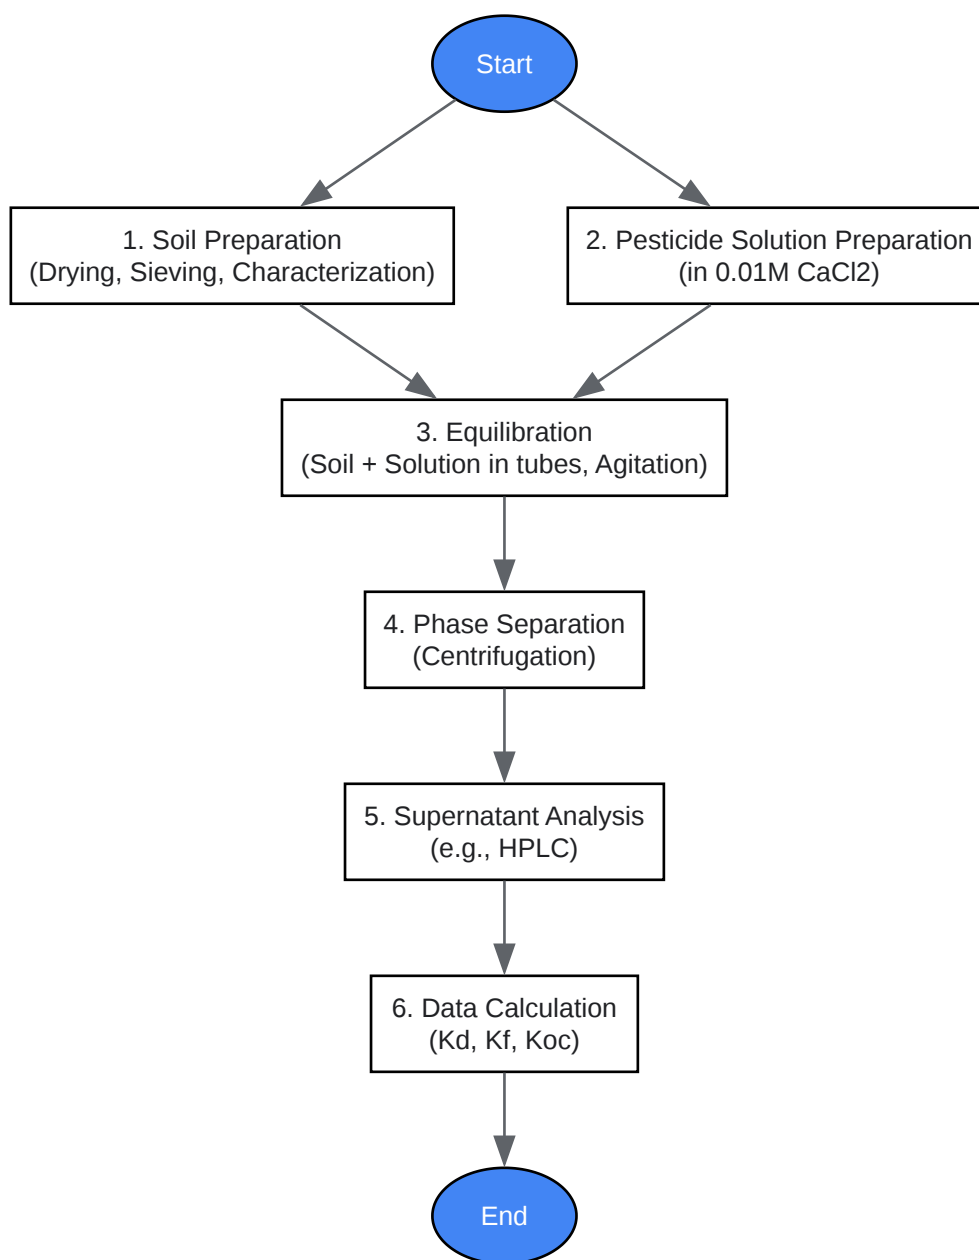 Start
1. Soil Preparation
(Drying, Sieving, Characterization)
2. Pesticide Solution Preparation
(in 0.01M CaCl2)
3. Equilibration
(Soil + Solution in tubes, Agitation)
4. Phase Separation
(Centrifugation)
5. Supernatant Analysis
(e.g., HPLC)
6. Data Calculation
(Kd, Kf, Koc)
End